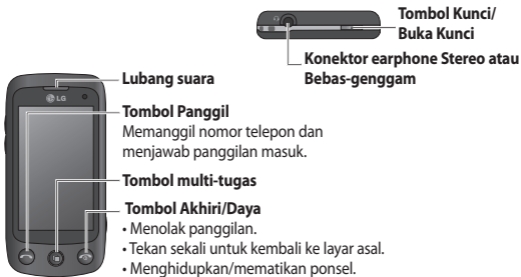 Tombol Kunci/
Buka Kunci
Konektor earphone Stereo atau
Bebas-genggam
LG
Lubang suara
Tombol Panggil
Memanggil nomor telepon dan
menjawab panggilan masuk.
Tombol multi-tugas
Tombol Akhiri/Daya
• Menolak panggilan.
• Tekan sekali untuk kembali ke layar asal.
• Menghidupkan/mematikan ponsel.